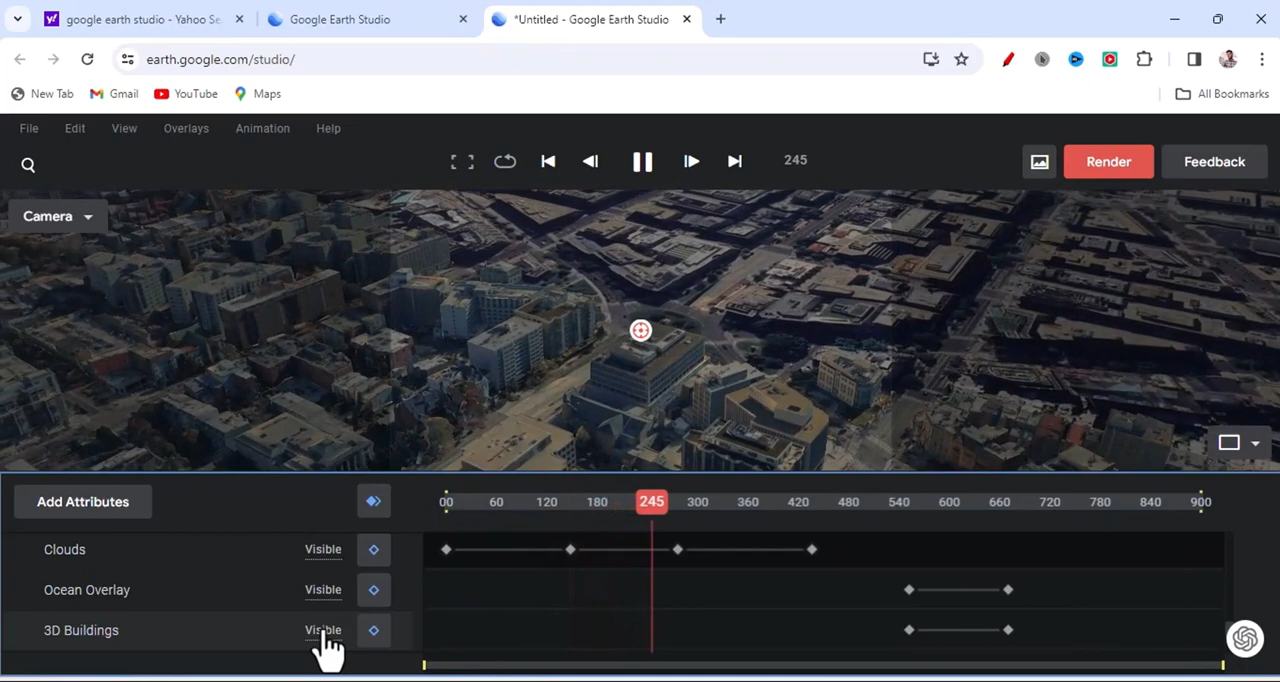 google earth studio - Yahoo Se
Google Earth Studio
*Untitled - Google Earth Studio
earth.google.com/studio/
New Tab
Gmail
YouTube
Maps
All Bookmarks
File
Edit
View
Overlays
Animation
Help
245
Render
Feedback
Camera
Add Attributes
00
60
120
180
245
300
360
420
480
540
600
660
720
780
840
900
Clouds
Visible
Ocean Overlay
Visible
3D Buildings
Visible